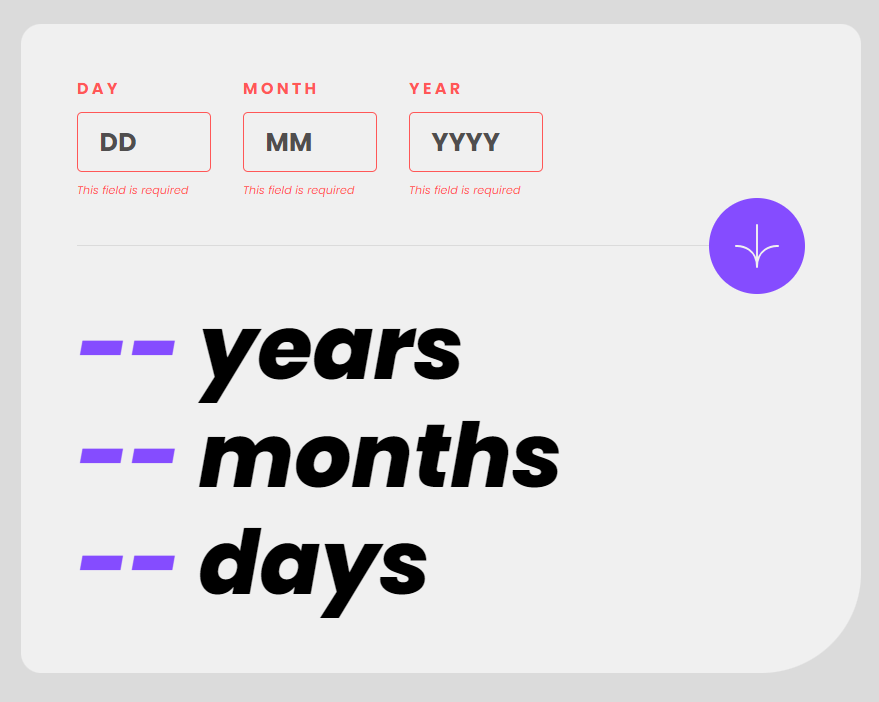 DAY MONTH YEAR
DD MM YYYY
This field is required This field is required This field is required
-- years
-- months
-- days